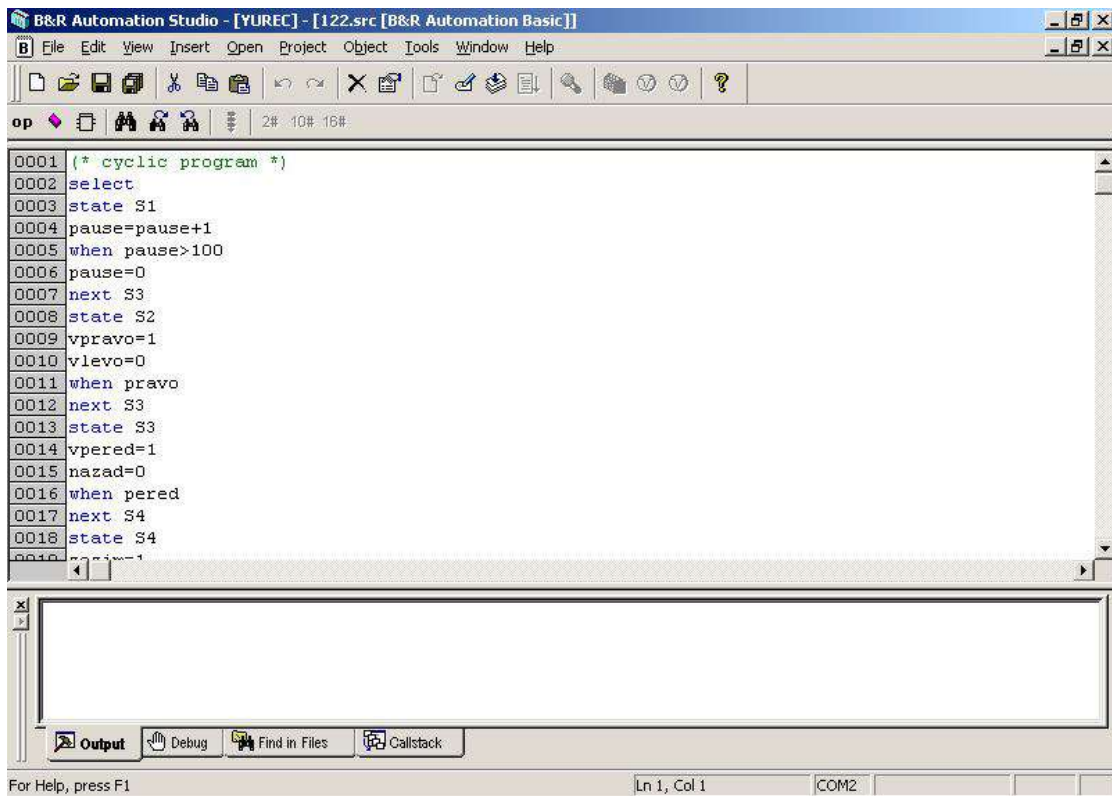 B&R Automation Studio - [YUREC] - [122.src [B&R Automation Basic]]
File Edit View Insert Open Project Object Tools Window Help
op 2# 10# 16#
0001 (* cyclic program *)
0002 select
0003 state S1
0004 pause=pause+1
0005 when pause>100
0006 pause=0
0007 next S3
0008 state S2
0009 vpravo=1
0010 vlevo=0
0011 when pravo
0012 next S3
0013 state S3
0014 vpered=1
0015 nazad=0
0016 when pered
0017 next S4
0018 state S4
Output Debug Find in Files Callstack
For Help, press F1 Ln 1, Col 1 COM2